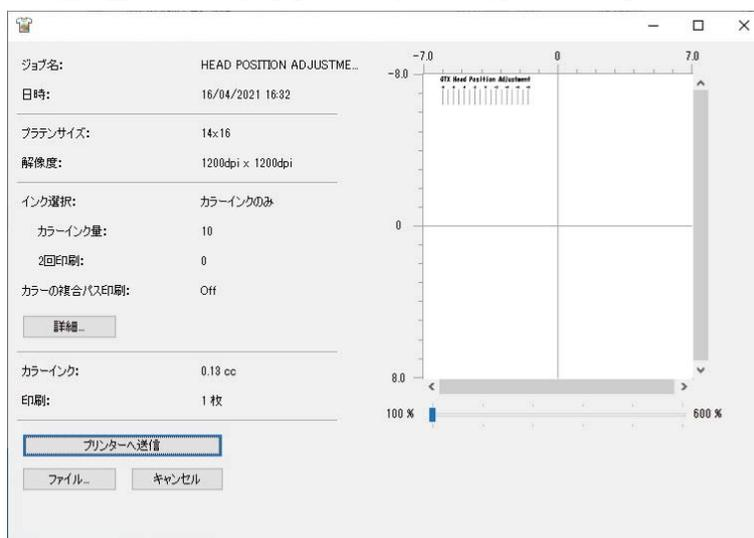 ジョブ名: HEAD POSITION ADJUSTME...
日時: 16/04/2021 16:32
プラテンサイズ: 14×16
解像度: 1200dpi × 1200dpi
インク選択: カラーインクのみ
カラーインク量: 10
2回印刷: 0
カラーの複合パス印刷: Off
詳細...
カラーインク: 0.13 cc
印刷: 1 枚
プリンターへ送信
ファイル... キャンセル
-7.0 0 7.0
-8.0
GTX Head Position Adjustment
0
8.0
100 % 600 %